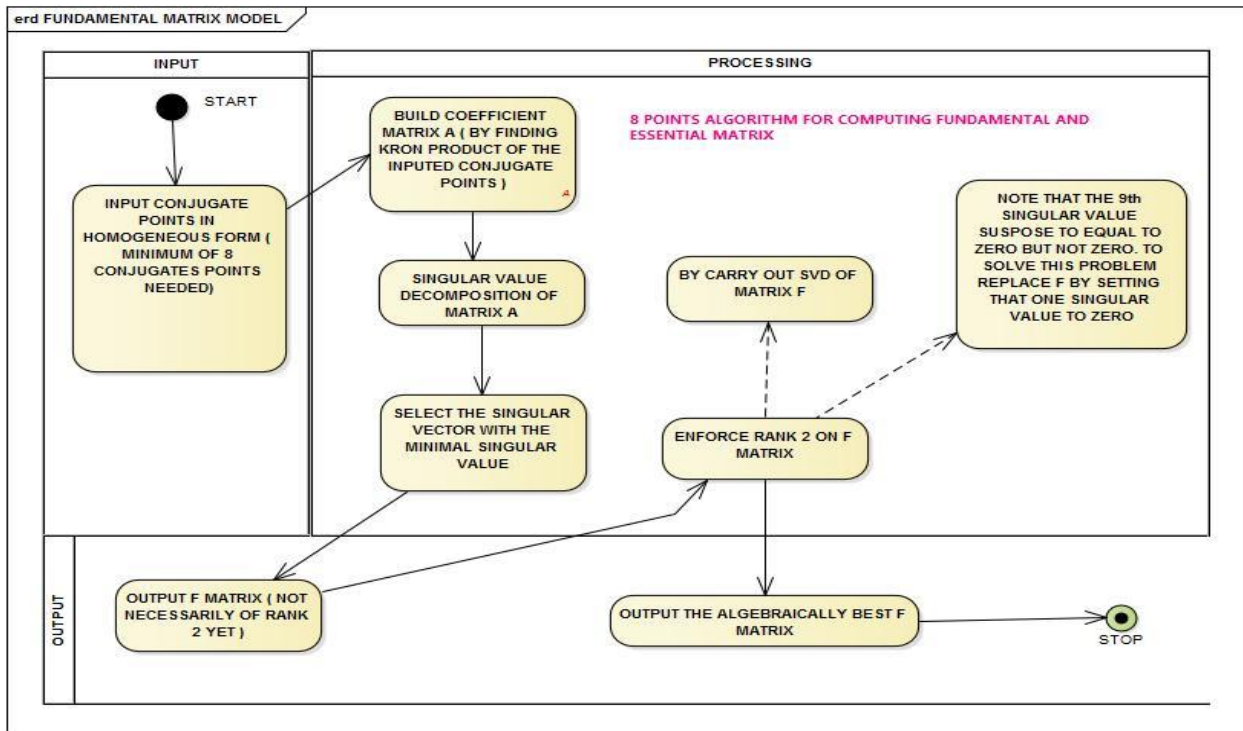 erd FUNDAMENTAL MATRIX MODEL
INPUT
PROCESSING
START
INPUT CONJUGATE
POINTS IN
HOMOGENEOUS FORM (
MINIMUM OF 8
CONJUGATES POINTS
NEEDED)
BUILD COEFFICIENT
MATRIX A ( BY FINDING
KRON PRODUCT OF THE
INPUTED CONJUGATE
POINTS )
A
8 POINTS ALGORITHM FOR COMPUTING FUNDAMENTAL AND
ESSENTIAL MATRIX
SINGULAR VALUE
DECOMPOSITION OF
MATRIX A
BY CARRY OUT SVD OF
MATRIX F
NOTE THAT THE 9th
SINGULAR VALUE
SUSPOSE TO EQUAL TO
ZERO BUT NOT ZERO. TO
SOLVE THIS PROBLEM
REPLACE F BY SETTING
THAT ONE SINGULAR
VALUE TO ZERO
SELECT THE SINGULAR
VECTOR WITH THE
MINIMAL SINGULAR
VALUE
ENFORCE RANK 2 ON F
MATRIX
OUTPUT
OUTPUT F MATRIX ( NOT
NECESSARILY OF RANK
2 YET )
OUTPUT THE ALGEBRAICALLY BEST F
MATRIX
STOP